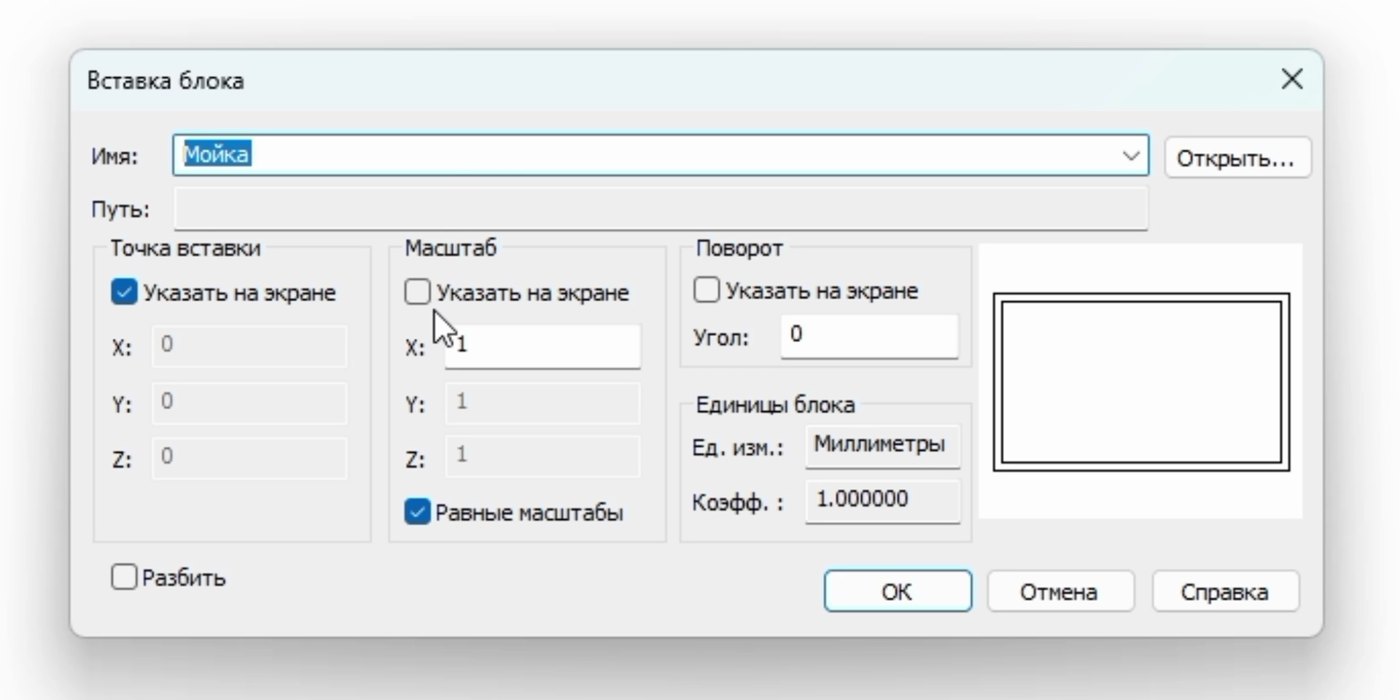 Вставка блока
Имя: Мойка Открыть...
Путь:
Точка вставки Масштаб Поворот
Указать на экране Указать на экране Указать на экране
X: 0 X: 1 Угол: 0
Y: 0 Y: 1 Единицы блока
Z: 0 Z: 1 Ед. изм.: Миллиметры
Равные масштабы Коэфф. : 1.000000
Разбить ОК Отмена Справка